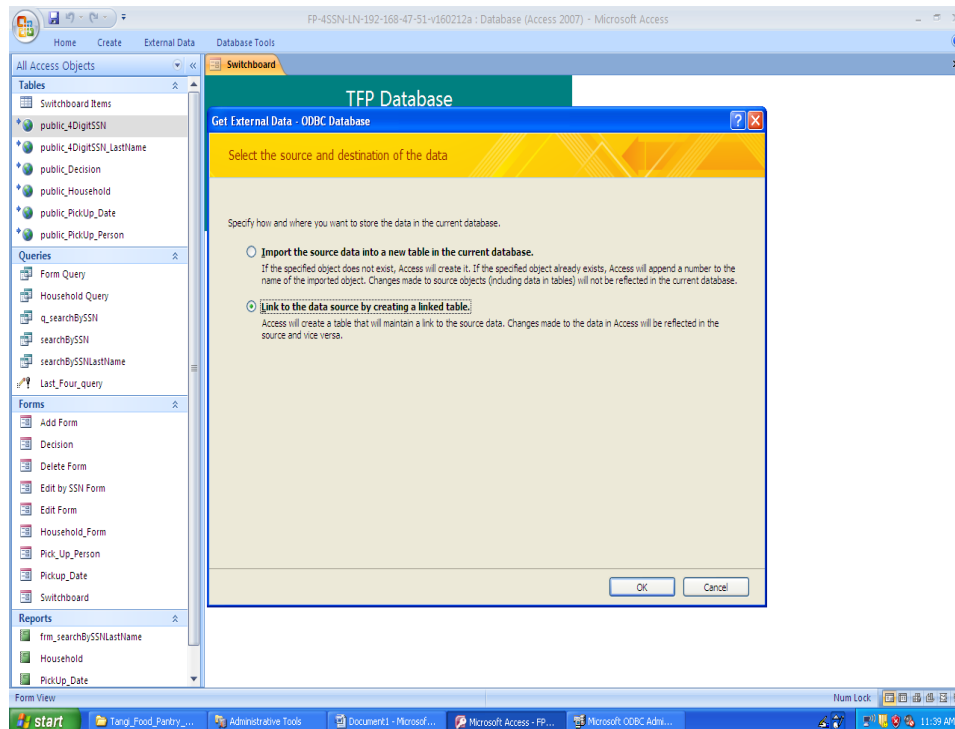 FP-4SSN-LN-192-168-47-51-v160212a : Database (Access 2007) - Microsoft Access
Home Create External Data Database Tools
All Access Objects
Switchboard
Tables
Switchboard Items
public_4DigitSSN
public_4DigitSSN_LastName
public_Decision
public_Household
public_PickUp_Date
public_PickUp_Person
Queries
Form Query
Household Query
q_searchBySSN
searchBySSN
searchBySSNLastName
Last_Four_query
Forms
Add Form
Decision
Delete Form
Edit by SSN Form
Edit Form
Household_Form
Pick_Up_Person
Pickup_Date
Switchboard
Reports
frm_searchBySSNLastName
Household
PickUp_Date
TFP Database
Get External Data - ODBC Database
Select the source and destination of the data
Specify how and where you want to store the data in the current database.
Import the source data into a new table in the current database.
If the specified object does not exist, Access will create it. If the specified object already exists, Access will append a number to the
name of the imported object. Changes made to source objects (including data in tables) will not be reflected in the current database.
Link to the data source by creating a linked table.
Access will create a table that will maintain a link to the source data. Changes made to the data in Access will be reflected in the
source and vice versa.
OK Cancel
Form View
Num Lock
start Tangi_Food_Pantry_... Administrative Tools Document1 - Microsof... Microsoft Access - FP... Microsoft ODBC Admi... 11:39 AM